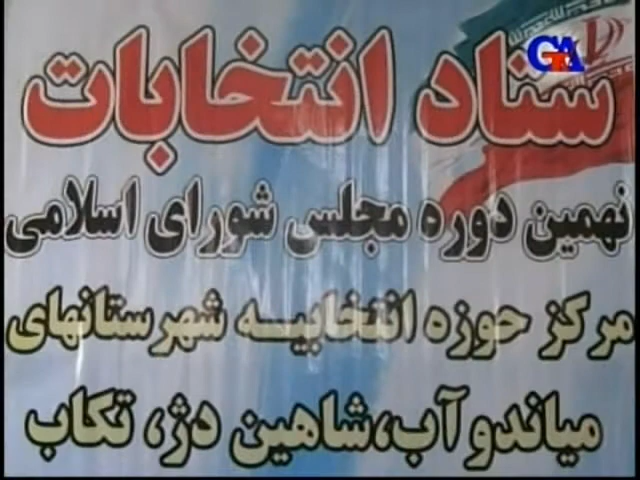 ستاد انتخابات
نهمین دوره مجلس شورای اسلامی
مرکز حوزه انتخابیه شهرستانهای
میاندوآب،شاهین دژ، تکاب